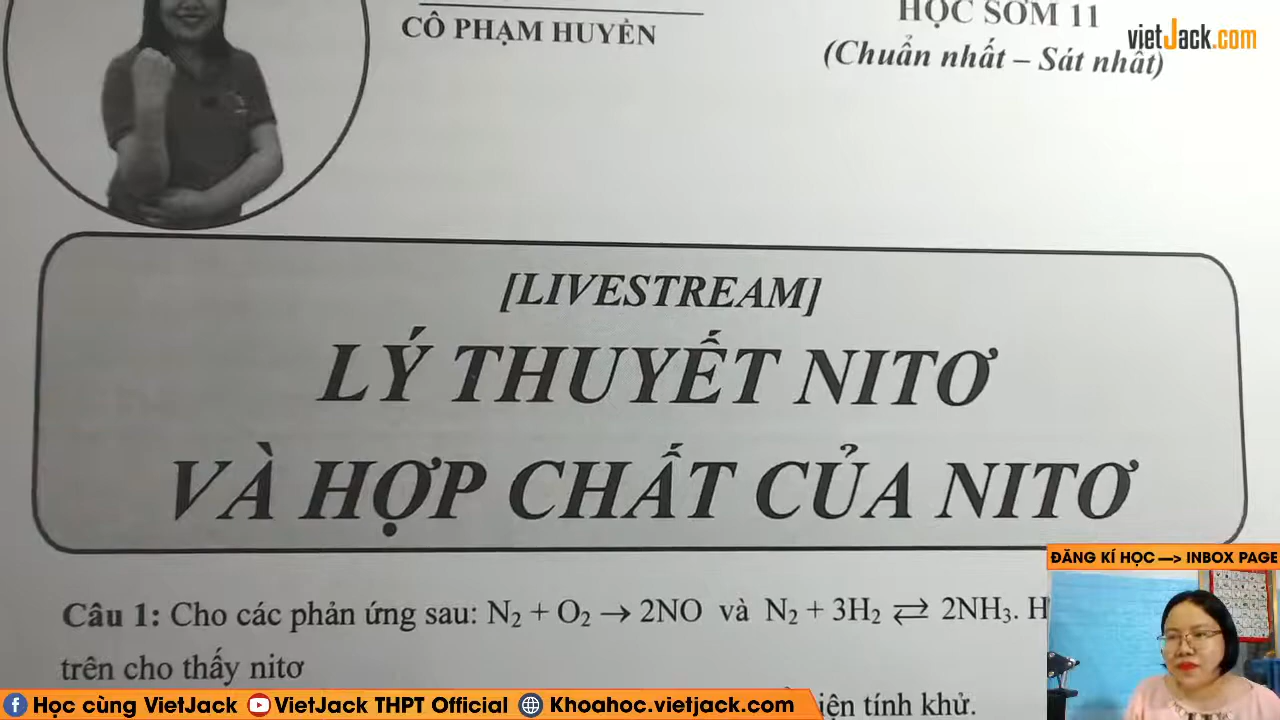 CÔ PHẠM HUYỀN
HỌC SỚM 11
(Chuẩn nhất – Sát nhất)
vietJack.com
[LIVESTREAM]
LÝ THUYẾT NITƠ
VÀ HỢP CHẤT CỦA NITƠ
ĐĂNG KÍ HỌC —> INBOX PAGE
Câu 1: Cho các phản ứng sau: N₂ + O₂ → 2NO và N₂ + 3H₂ ⇄ 2NH₃. H
trên cho thấy nitơ
tính khử.
Học cùng VietJack VietJack THPT Official Khoahoc.vietjack.com